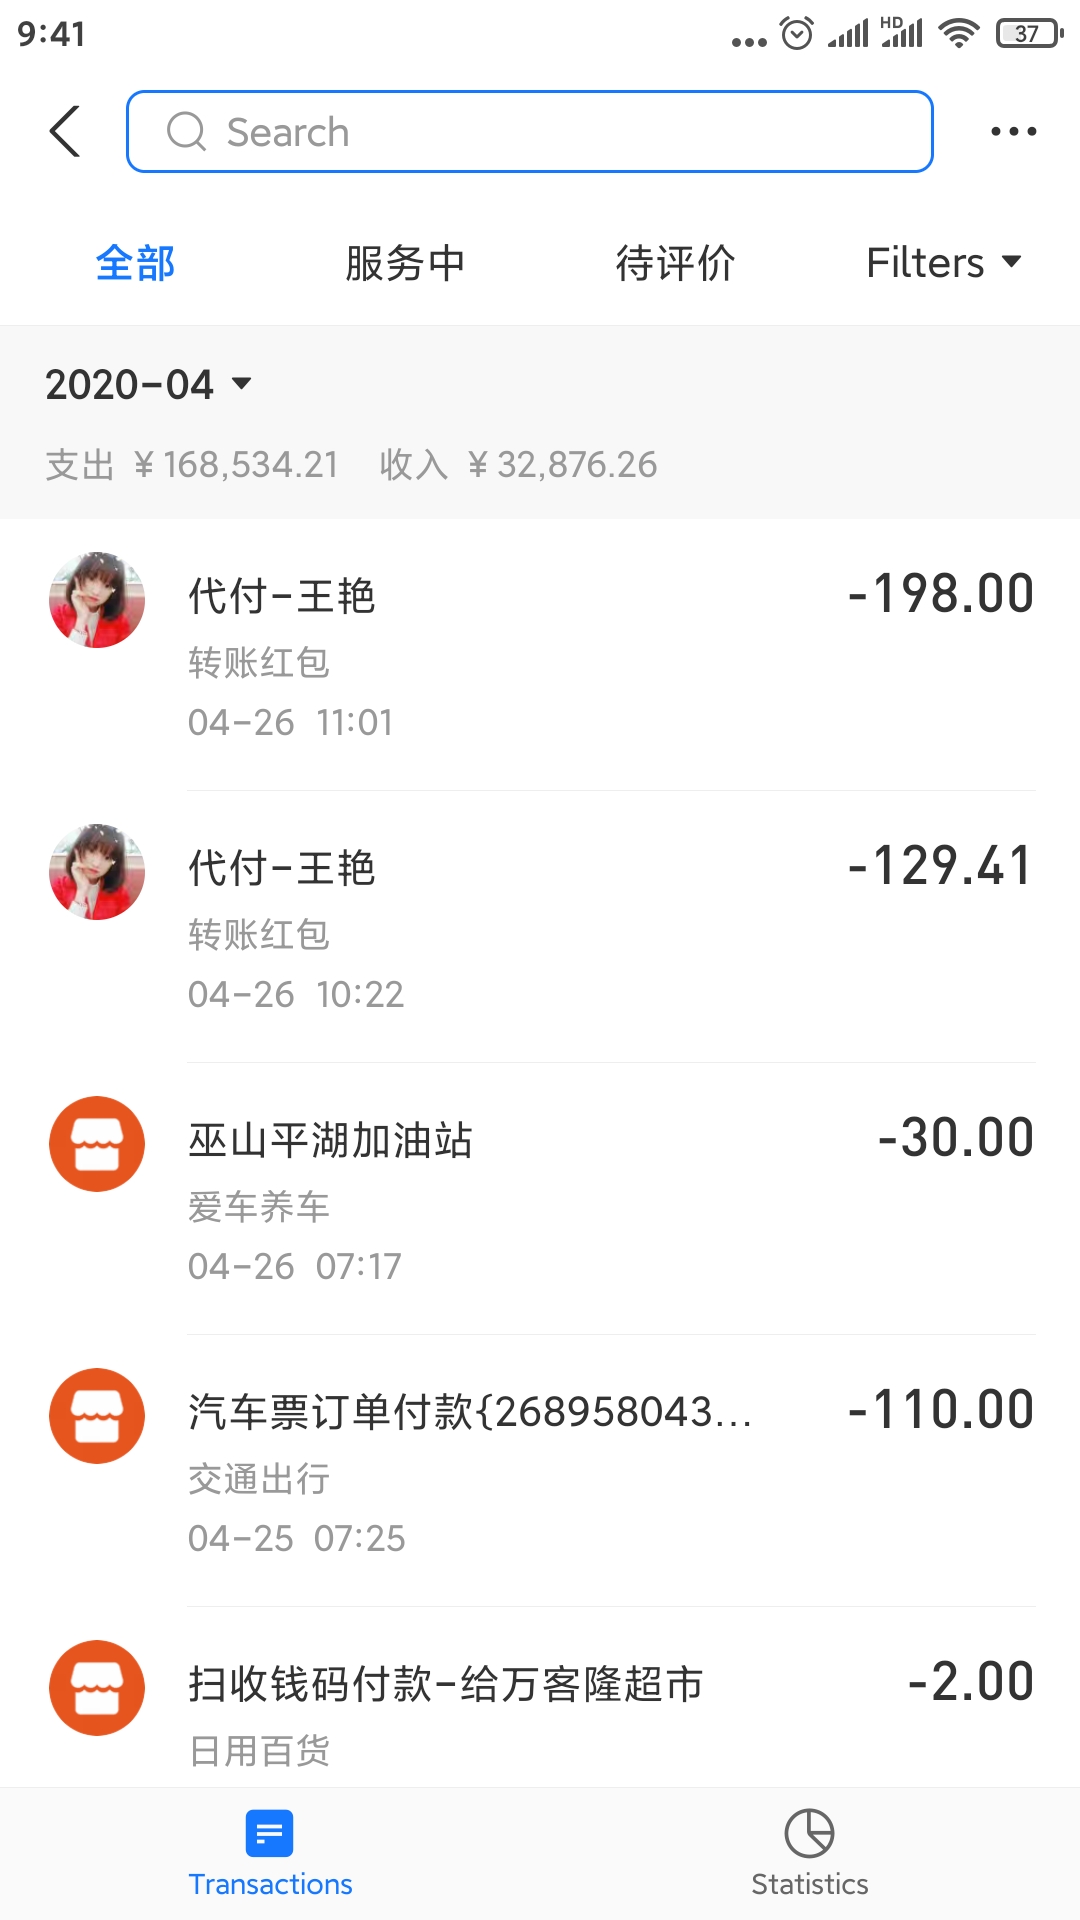 9:41
HD
37
Search
全部 服务中 待评价 Filters
2020-04
支出 ¥168,534.21 收入 ¥32,876.26
代付-王艳 -198.00
转账红包
04-26 11:01
代付-王艳 -129.41
转账红包
04-26 10:22
巫山平湖加油站 -30.00
爱车养车
04-26 07:17
汽车票订单付款{268958043... -110.00
交通出行
04-25 07:25
扫收钱码付款-给万客隆超市 -2.00
日用百货
Transactions Statistics